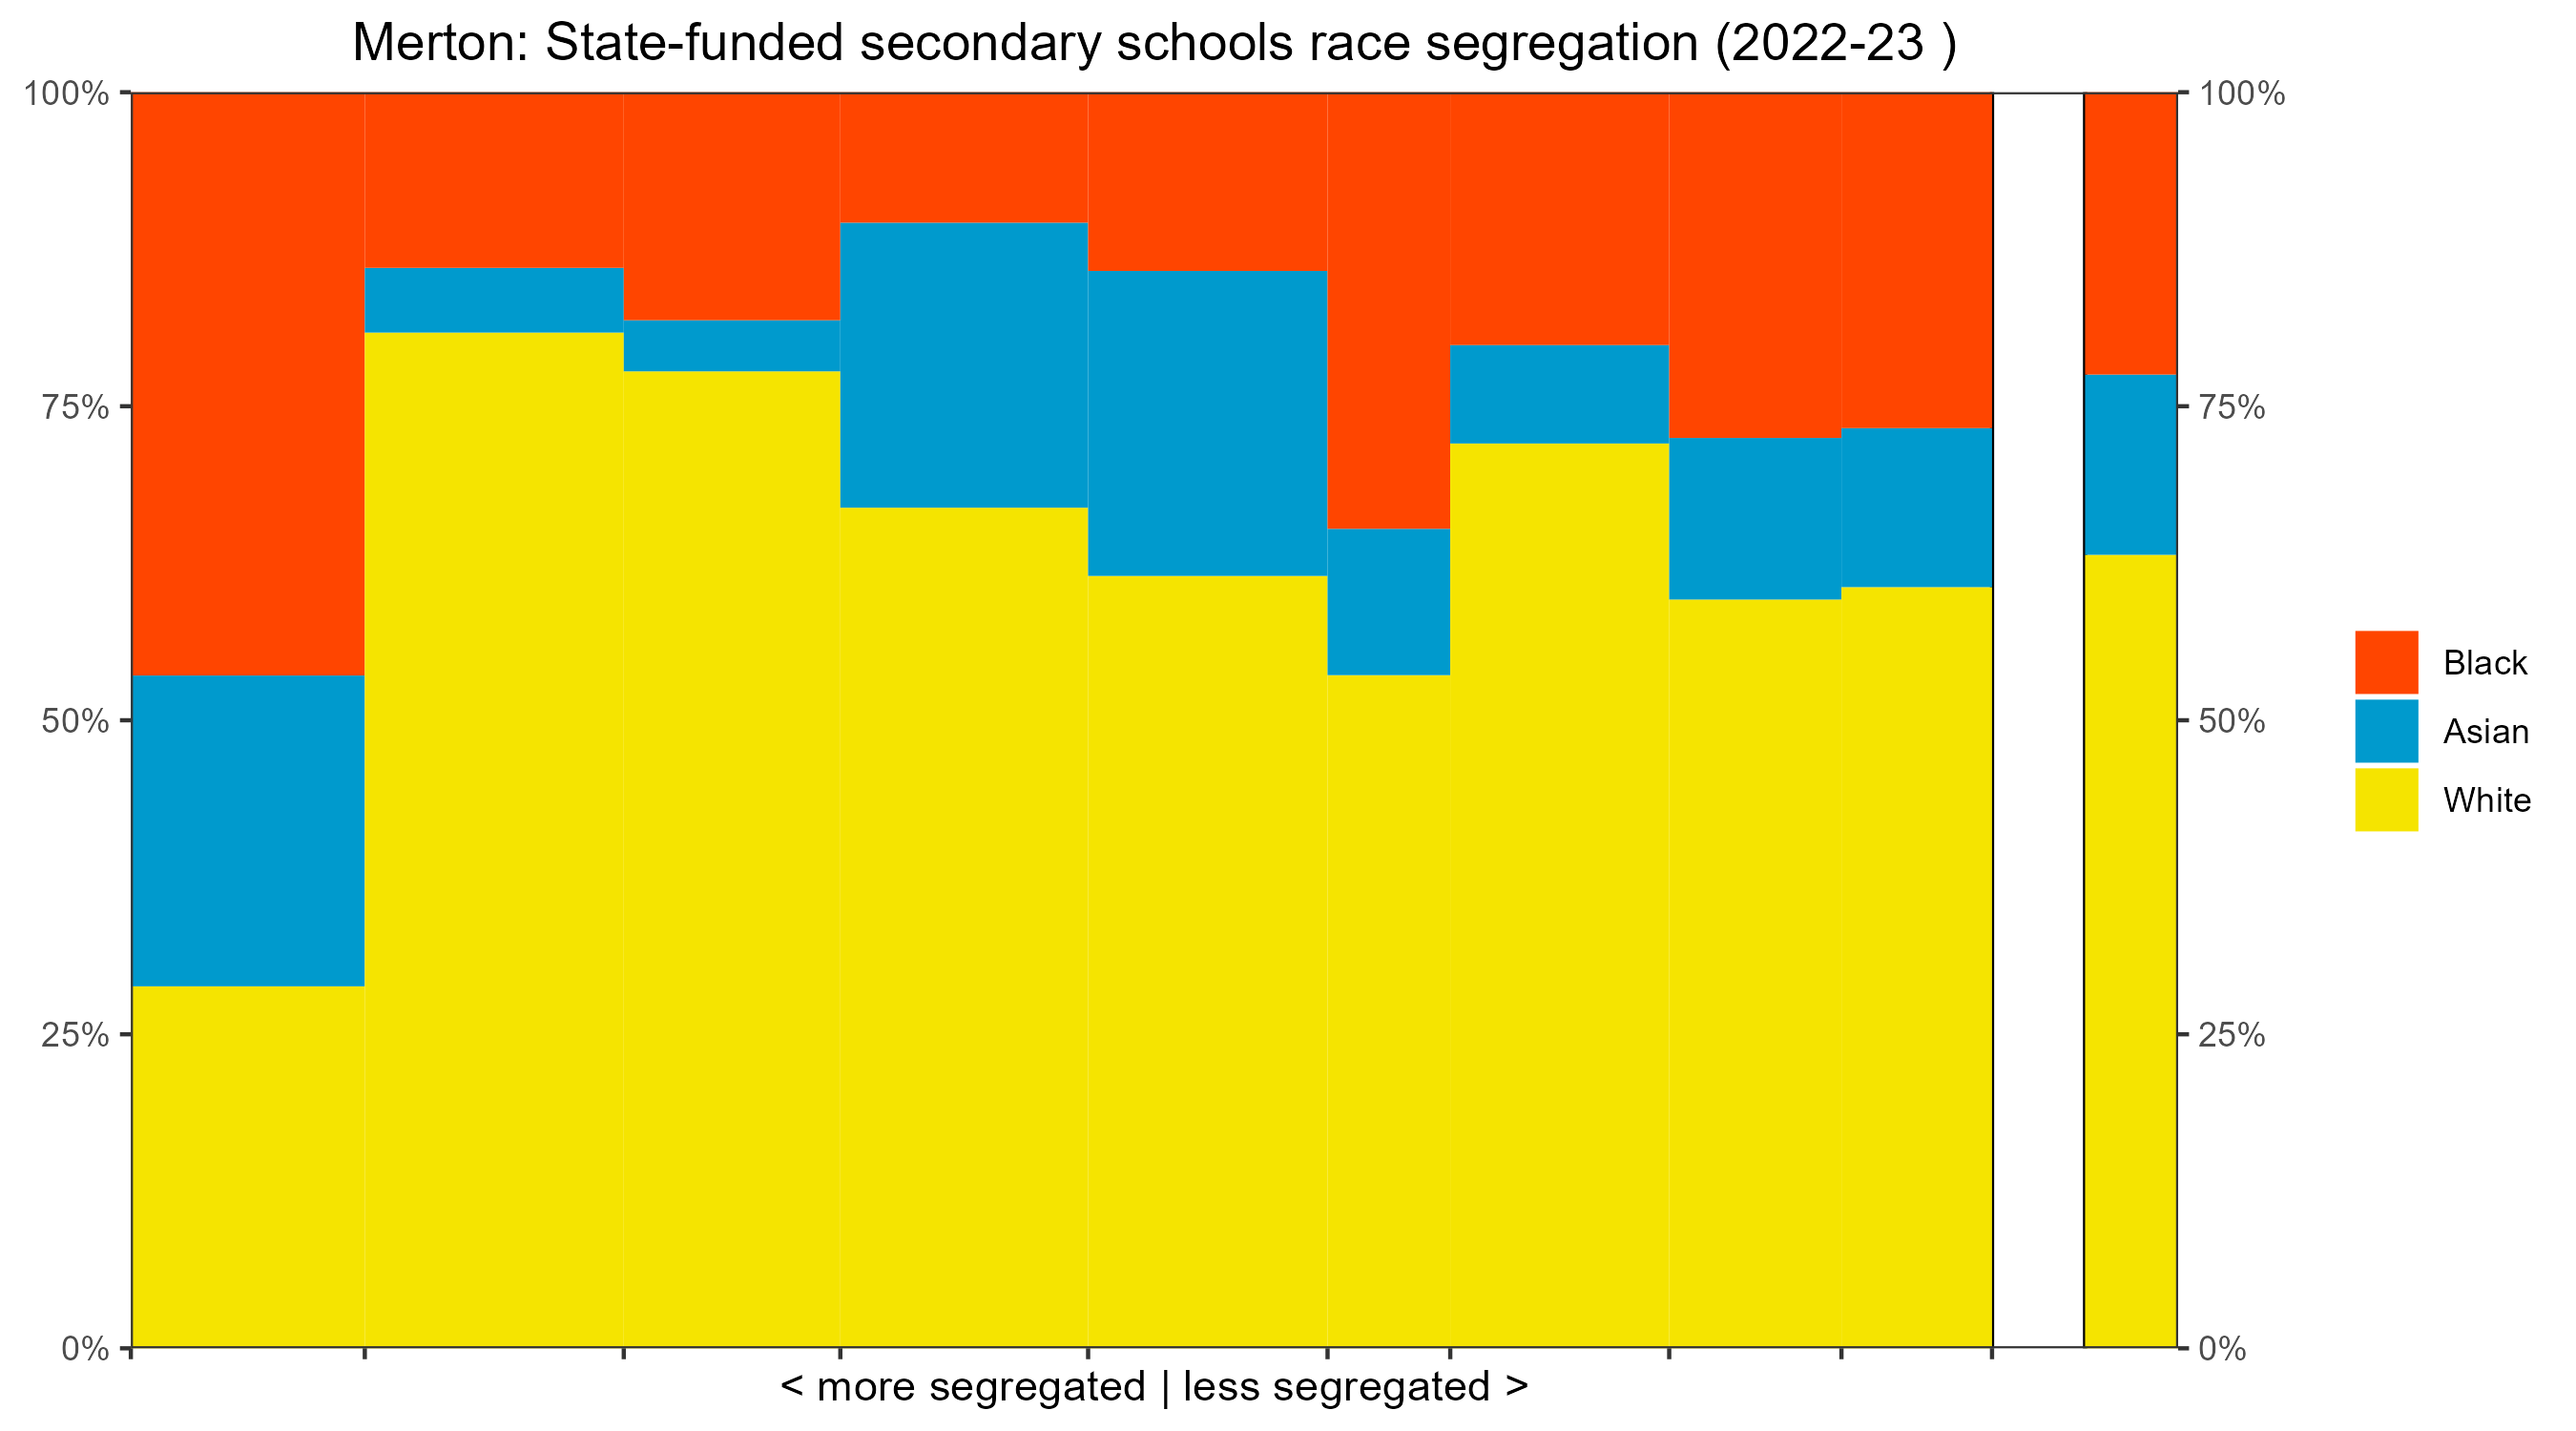 Merton: State-funded secondary schools race segregation (2022-23 )
100%
75%
50%
25%
0%
100%
75%
50%
25%
0%
Black
Asian
White
< more segregated | less segregated >